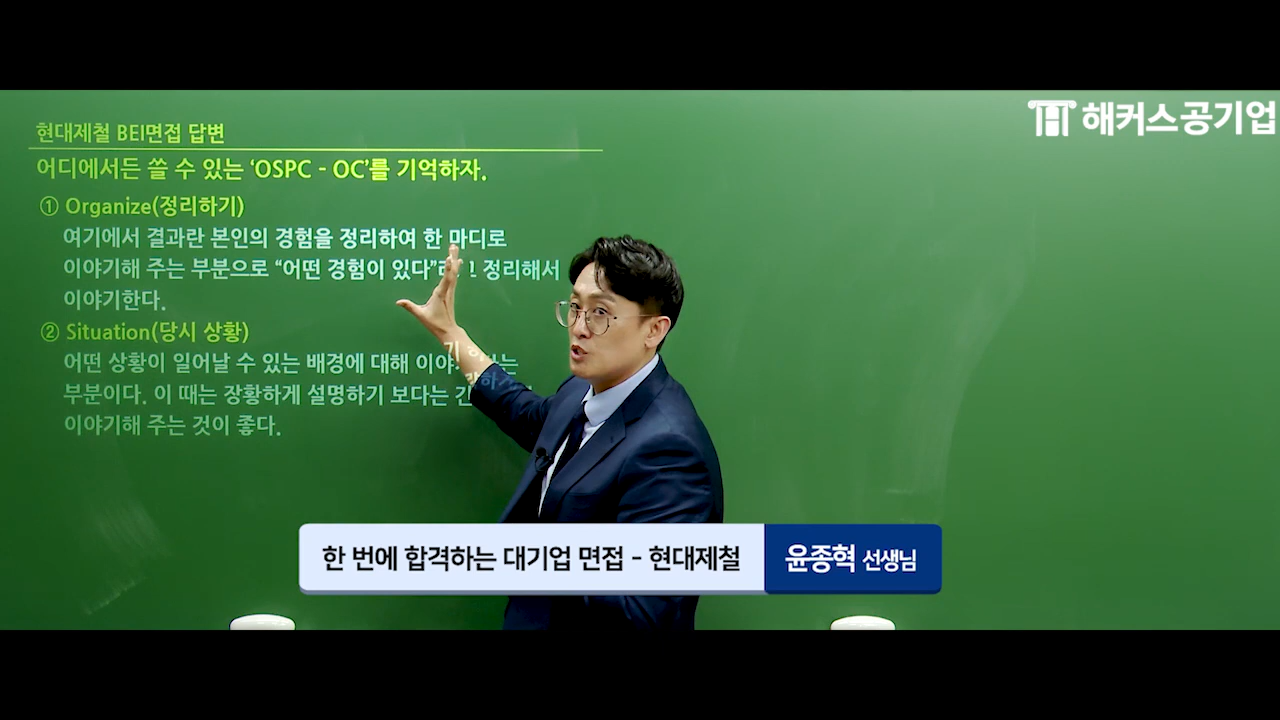 해커스공기업
현대제철 BEI면접 답변
어디에서든 쓸 수 있는 ‘OSPC - OC’를 기억하자.
① Organize(정리하기)
여기에서 결과란 본인의 경험을 정리하여 한 마디로
이야기해 주는 부분으로 “어떤 경험이 있다”라고 정리해서
이야기한다.
② Situation(당시 상황)
어떤 상황이 일어날 수 있는 배경에 대해 이야기하는
부분이다. 이 때는 장황하게 설명하기 보다는
이야기해 주는 것이 좋다.
한 번에 합격하는 대기업 면접 - 현대제철
윤종혁 선생님